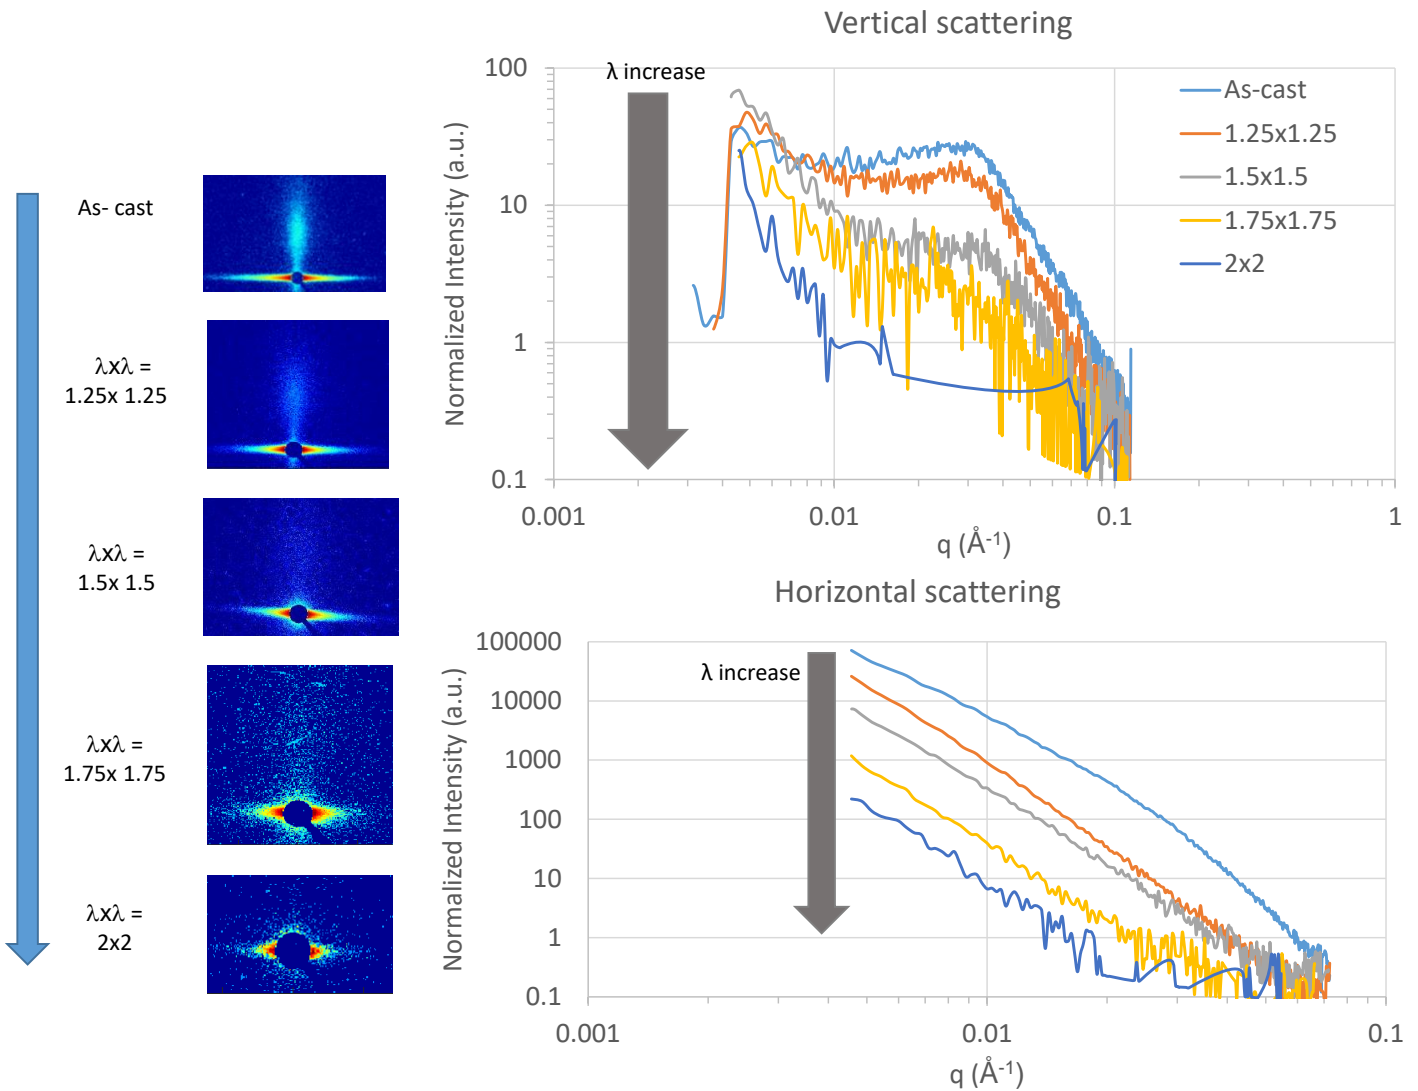 Vertical scattering
λ increase
Normalized Intensity (a.u.)
100
10
1
0.1
0.001
0.01
0.1
1
q (Å-1)
As-cast
1.25x1.25
1.5x1.5
1.75x1.75
2x2
As- cast
λxλ =
1.25x 1.25
λxλ =
1.5x 1.5
λxλ =
1.75x 1.75
λxλ =
2x2
Horizontal scattering
λ increase
Normalized Intensity (a.u.)
100000
10000
1000
100
10
1
0.1
0.001
0.01
0.1
q (Å-1)